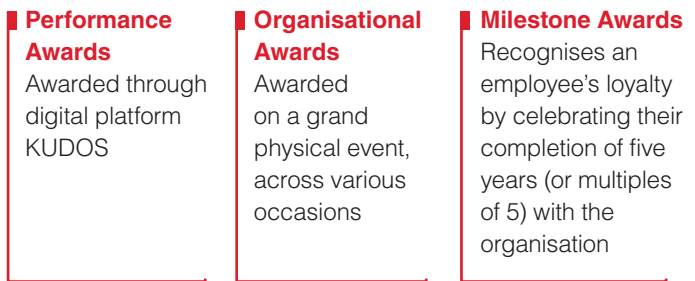 Performance
Awards
Awarded through
digital platform
KUDOS
Organisational
Awards
Awarded
on a grand
physical event,
across various
occasions
Milestone Awards
Recognises an
employee’s loyalty
by celebrating their
completion of five
years (or multiples
of 5) with the
organisation